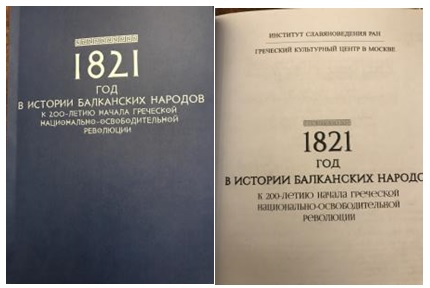 1821
ГОД
В ИСТОРИИ БАЛКАНСКИХ НАРОДОВ
К 200-ЛЕТИЮ НАЧАЛА ГРЕЧЕСКОЙ
НАЦИОНАЛЬНО-ОСВОБОДИТЕЛЬНОЙ
РЕВОЛЮЦИИ
ИНСТИТУТ СЛАВЯНОВЕДЕНИЯ РАН
ГРЕЧЕСКИЙ КУЛЬТУРНЫЙ ЦЕНТР В МОСКВЕ
1821
ГОД
В ИСТОРИИ БАЛКАНСКИХ НАРОДО
К 200-ЛЕТИЮ НАЧАЛА ГРЕЧЕСКОЙ
НАЦИОНАЛЬНО-ОСВОБОДИТЕЛЬНОЙ
РЕВОЛЮЦИИ